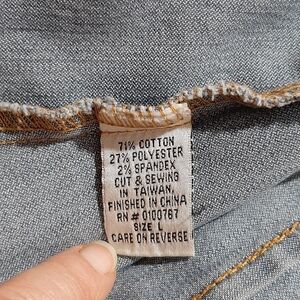 71% COTTON
27% POLYESTER
2% SPANDEX
CUT & SEWING
IN TAIWAN,
FINISHED IN CHINA
RN # 0100787
SIZE L
CARE ON REVERSE